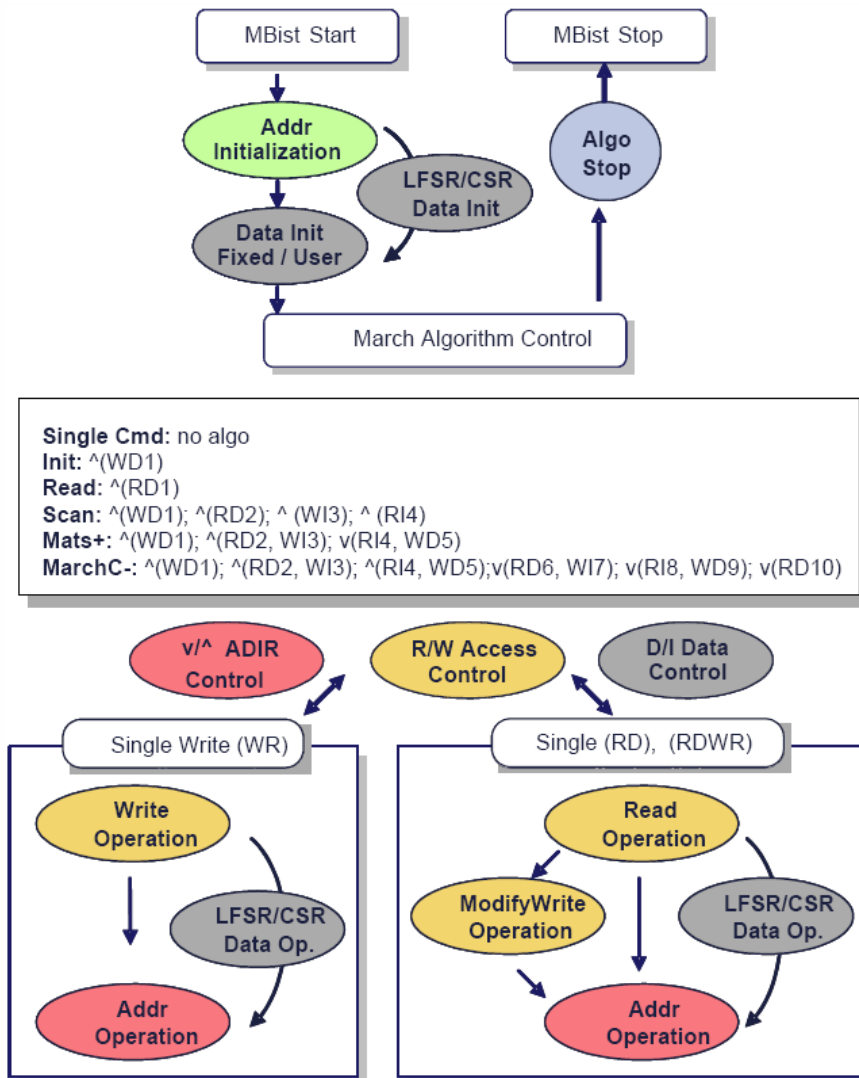 MBist Start
MBist Stop
Addr
Initialization
LFSR/CSR
Data Init
Algo
Stop
Data Init
Fixed / User
March Algorithm Control
Single Cmd: no algo
Init: ^(WD1)
Read: ^(RD1)
Scan: ^(WD1); ^(RD2); ^ (WI3); ^ (RI4)
Mats+: ^(WD1); ^(RD2, WI3); v(RI4, WD5)
MarchC-: ^(WD1); ^(RD2, WI3); ^(RI4, WD5);v(RD6, WI7); v(RI8, WD9); v(RD10)
v/^ ADIR
Control
R/W Access
Control
D/I Data
Control
Single Write (WR)
Single (RD), (RDWR)
Write
Operation
LFSR/CSR
Data Op.
Addr
Operation
Read
Operation
ModifyWrite
Operation
LFSR/CSR
Data Op.
Addr
Operation